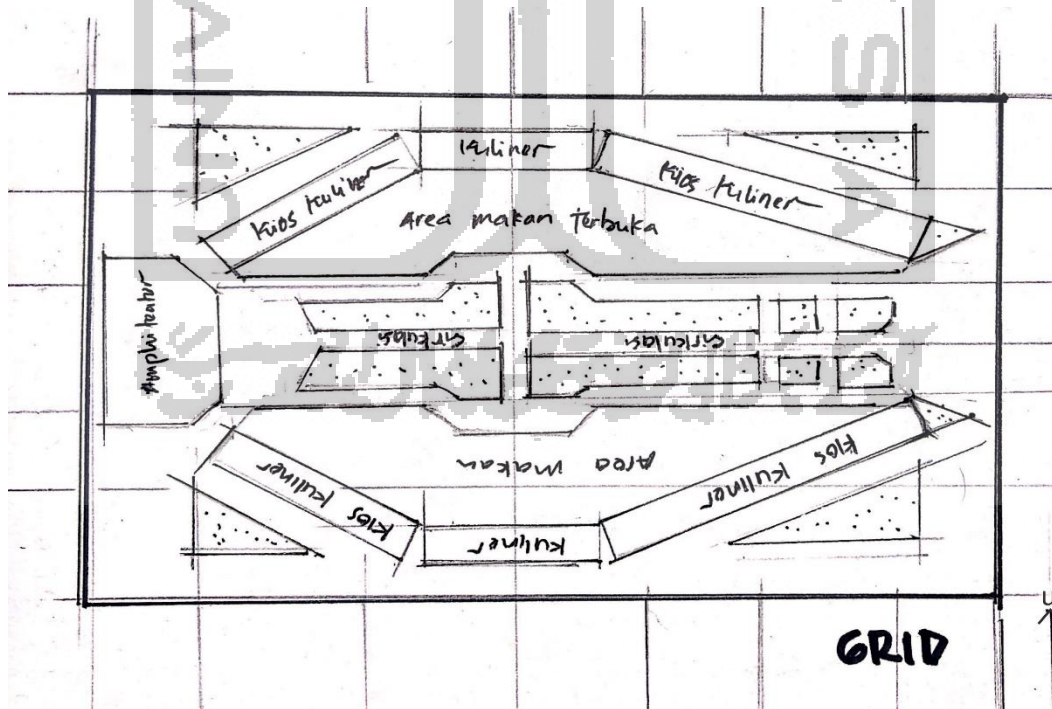 Kuliner
Kios Kuliner
Kios Kuliner
Area makan Terbuka
Amphiteater
Sirkulasi
Sirkulasi
Area makan
Kios Kuliner
Kios Kuliner
Kuliner
GRID
U